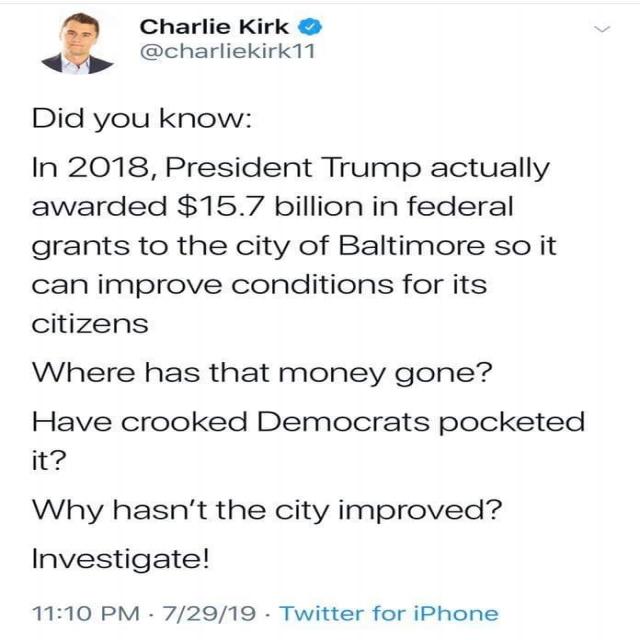 Charlie Kirk
@charliekirk11
Did you know:
In 2018, President Trump actually
awarded $15.7 billion in federal
grants to the city of Baltimore so it
can improve conditions for its
citizens
Where has that money gone?
Have crooked Democrats pocketed
it?
Why hasn't the city improved?
Investigate!
11:10 PM · 7/29/19 · Twitter for iPhone